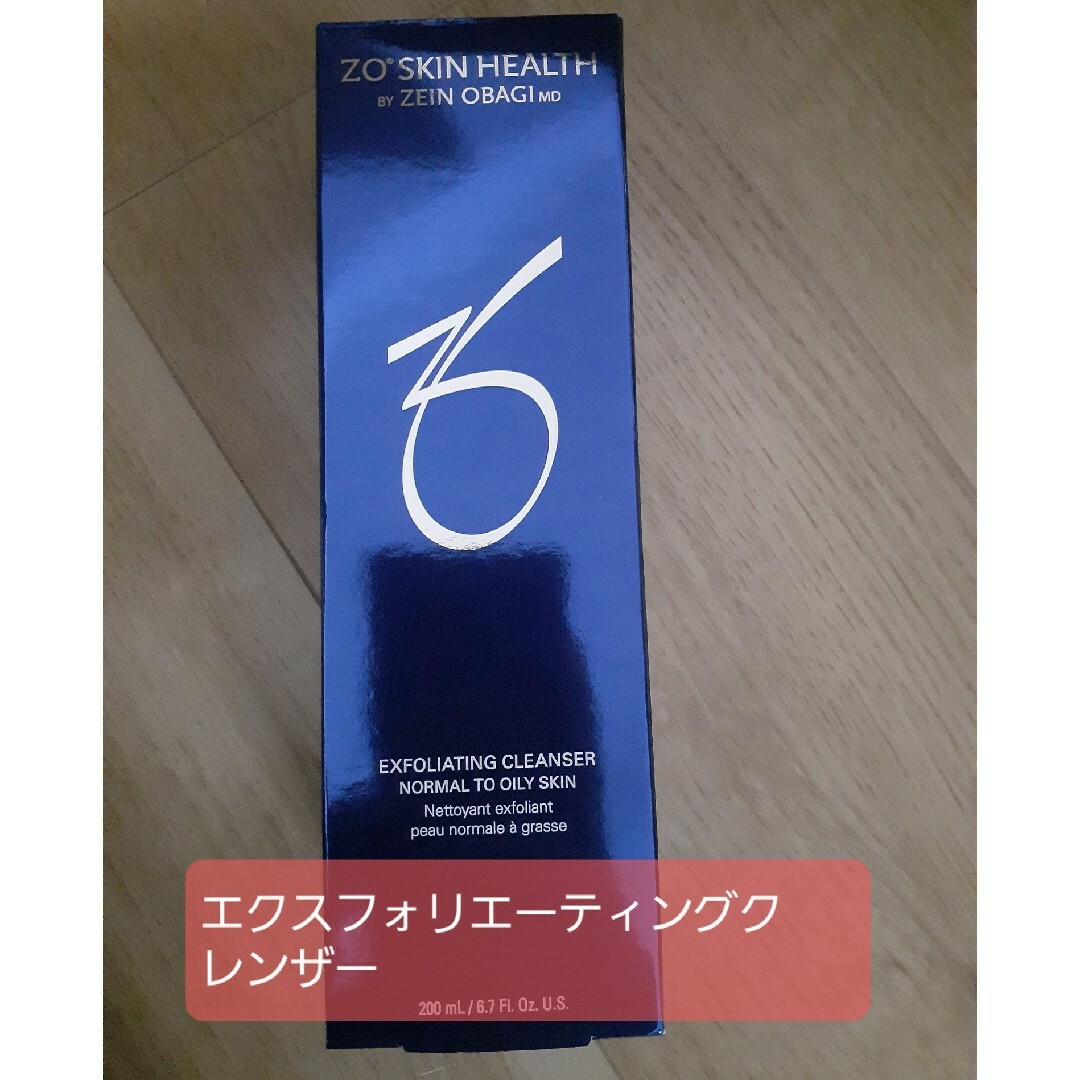 ZO® SKIN HEALTH
BY ZEIN OBAGI MD
EXFOLIATING CLEANSER
NORMAL TO OILY SKIN
Nettoyant exfoliant
peau normale à grasse
エクスフォリエーティングク
レンザー
200 mL / 6.7 Fl. Oz. U.S.